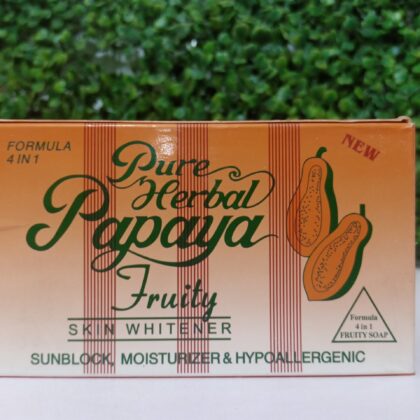 FORMULA
4 IN 1
NEW
Pure
Herbal
Papaya
Fruity
SKIN WHITENER
Formula
4 in 1
FRUITY SOAP
SUNBLOCK, MOISTURIZER & HYPOALLERGENIC